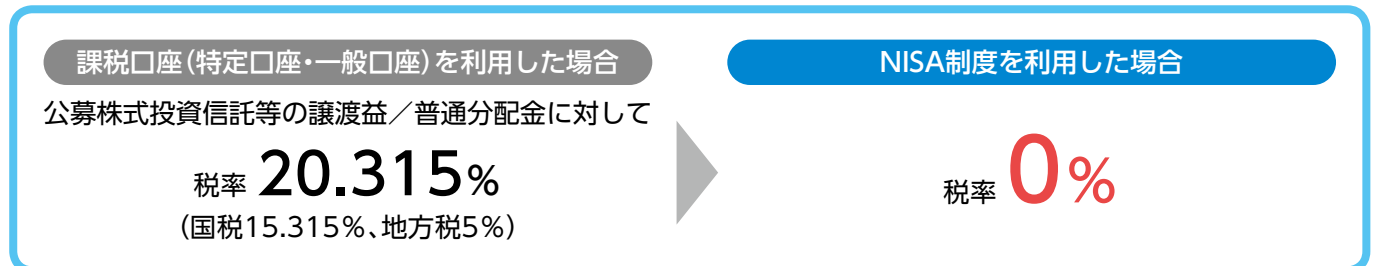 課税口座(特定口座・一般口座)を利用した場合
公募株式投資信託等の譲渡益／普通分配金に対して
税率 20.315%
(国税15.315%、地方税5%)
NISA制度を利用した場合
税率 0%